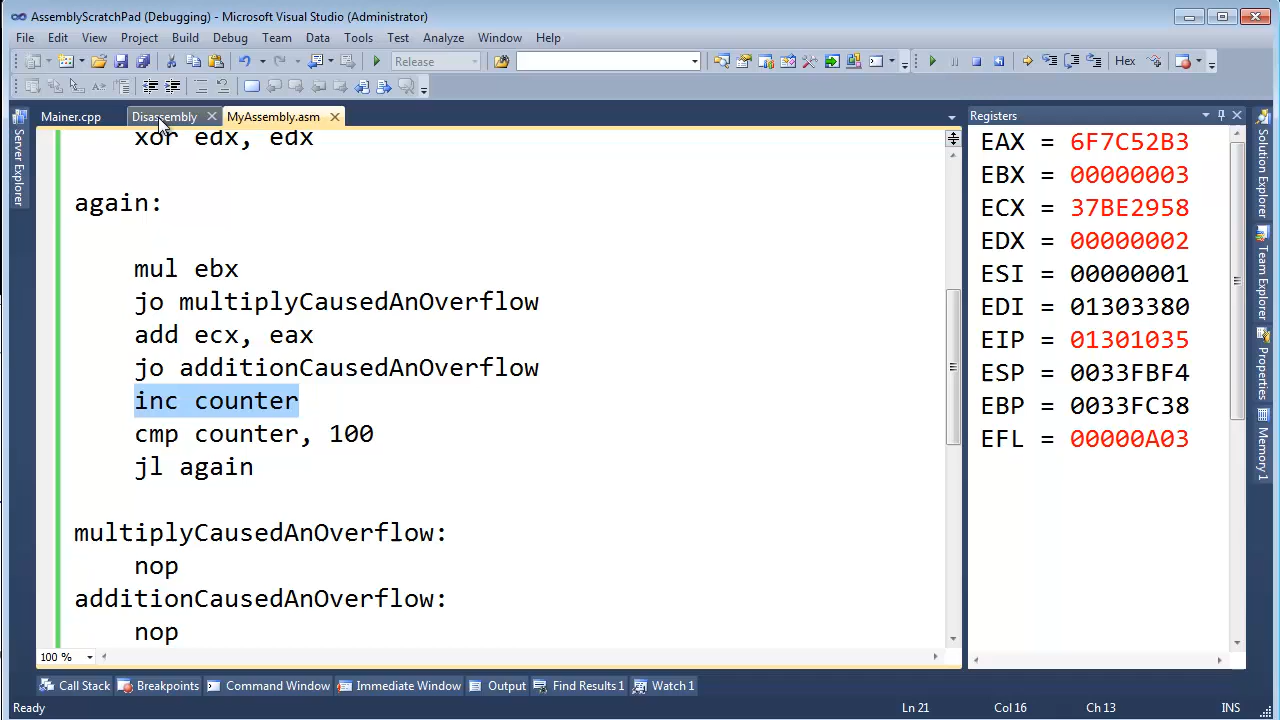 AssemblyScratchPad (Debugging) - Microsoft Visual Studio (Administrator)
File Edit View Project Build Debug Team Data Tools Test Analyze Window Help
Release
Hex
Mainer.cpp Disassembly MyAssembly.asm
Registers
Server Explorer
xor edx, edx
again:
mul ebx
jo multiplyCausedAnOverflow
add ecx, eax
jo additionCausedAnOverflow
inc counter
cmp counter, 100
jl again
multiplyCausedAnOverflow:
nop
additionCausedAnOverflow:
nop
100 %
EAX = 6F7C52B3
EBX = 00000003
ECX = 37BE2958
EDX = 00000002
ESI = 00000001
EDI = 01303380
EIP = 01301035
ESP = 0033FBF4
EBP = 0033FC38
EFL = 00000A03
Solution Explorer
Team Explorer
Properties
Memory 1
Call Stack Breakpoints Command Window Immediate Window Output Find Results 1 Watch 1
Ready Ln 21 Col 16 Ch 13 INS